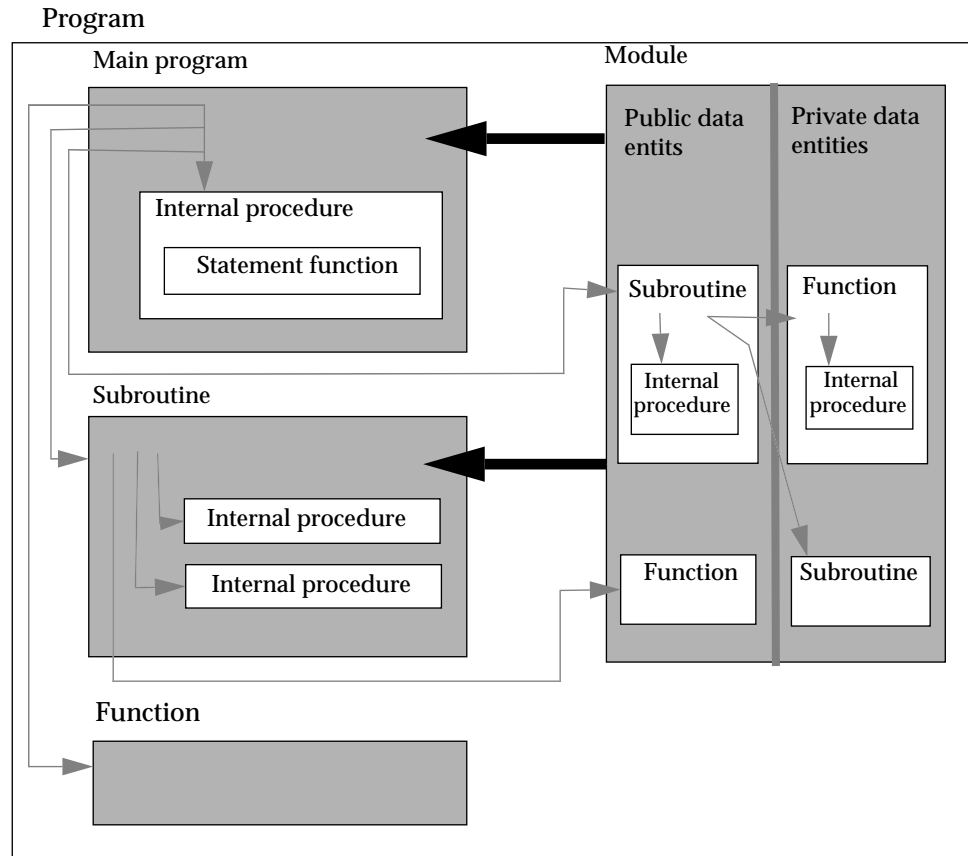 Program
Main program
Module
Public data
entits
Private data
entities
Internal procedure
Statement function
Subroutine
Internal
procedure
Function
Internal
procedure
Subroutine
Internal procedure
Internal procedure
Function
Subroutine
Function